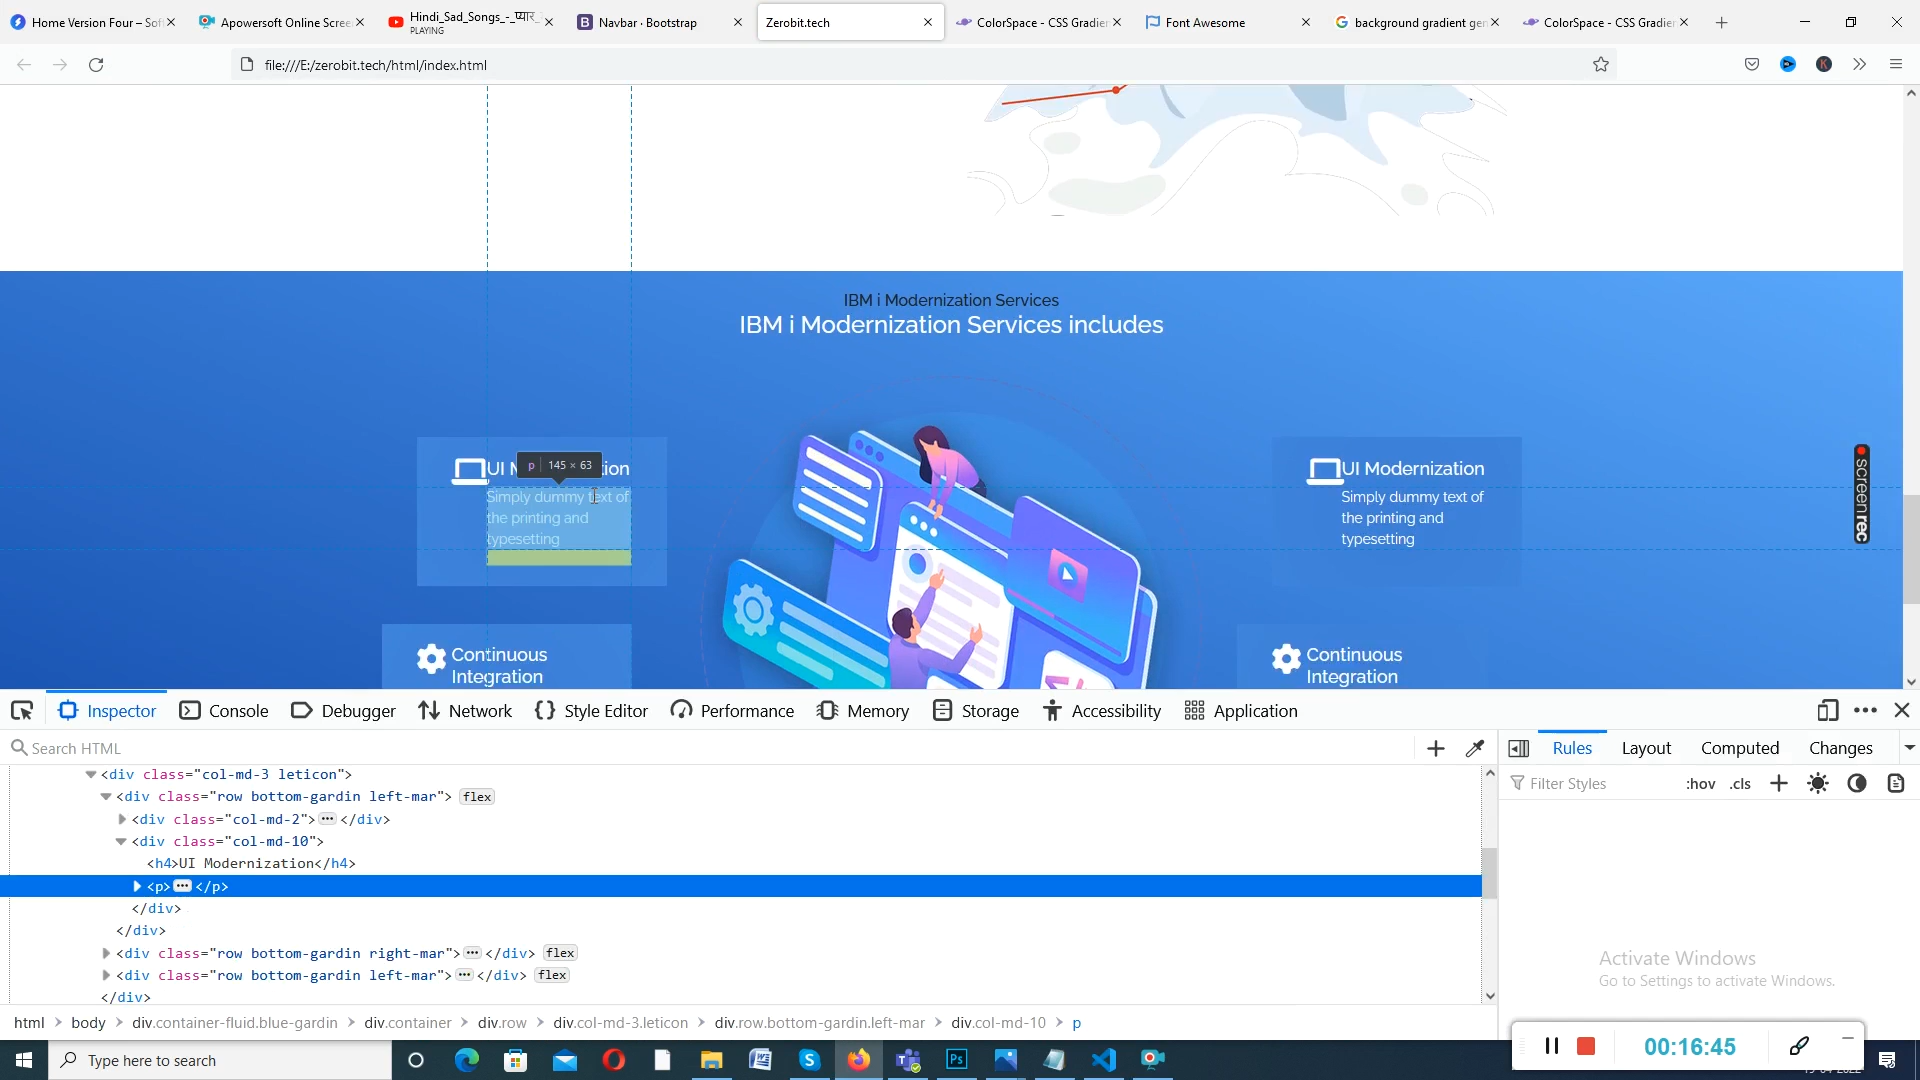 Home Version Four – Sof
Apowersoft Online Scree
Hindi_Sad_Songs_-_प्यार_
PLAYING
Navbar · Bootstrap
Zerobit.tech
ColorSpace - CSS Gradien
Font Awesome
background gradient gen
ColorSpace - CSS Gradien
file:///E:/zerobit.tech/html/index.html
IBM i Modernization Services
IBM i Modernization Services includes
UI M
tion
p 145 × 63
Simply dummy text of
the printing and
typesetting
UI Modernization
Simply dummy text of
the printing and
typesetting
screenrec
Continuous
Integration
Continuous
Integration
Inspector Console Debugger Network Style Editor Performance Memory Storage Accessibility Application
Search HTML
Rules Layout Computed Changes
Filter Styles :hov .cls
<div class="col-md-3 leticon">
<div class="row bottom-gardin left-mar"> flex
<div class="col-md-2"> ••• </div>
<div class="col-md-10">
<h4>UI Modernization</h4>
<p> ••• </p>
</div>
</div>
<div class="row bottom-gardin right-mar"> ••• </div> flex
<div class="row bottom-gardin left-mar"> ••• </div> flex
</div>
Activate Windows
Go to Settings to activate Windows.
html > body > div.container-fluid.blue-gardin > div.container > div.row > div.col-md-3.leticon > div.row.bottom-gardin.left-mar > div.col-md-10 > p
Type here to search
00:16:45